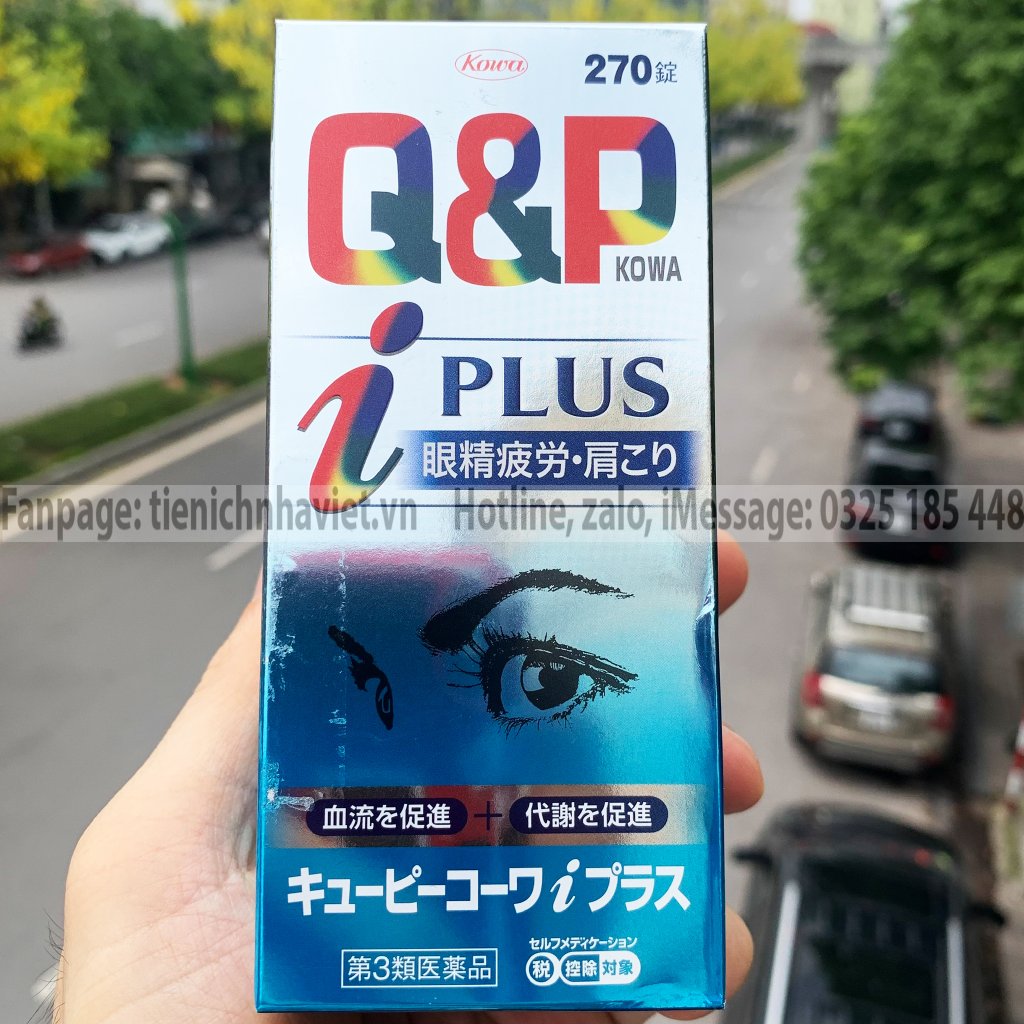 Kowa
270錠
Q&P
KOWA
i PLUS
眼精疲労・肩こり
Fanpage: tienichnhaviet.vn Hotline, zalo, iMessage: 0325 185 448
血流を促進 + 代謝を促進
キューピーコーワiプラス
第3類医薬品
セルフメディケーション
税 控除 対象